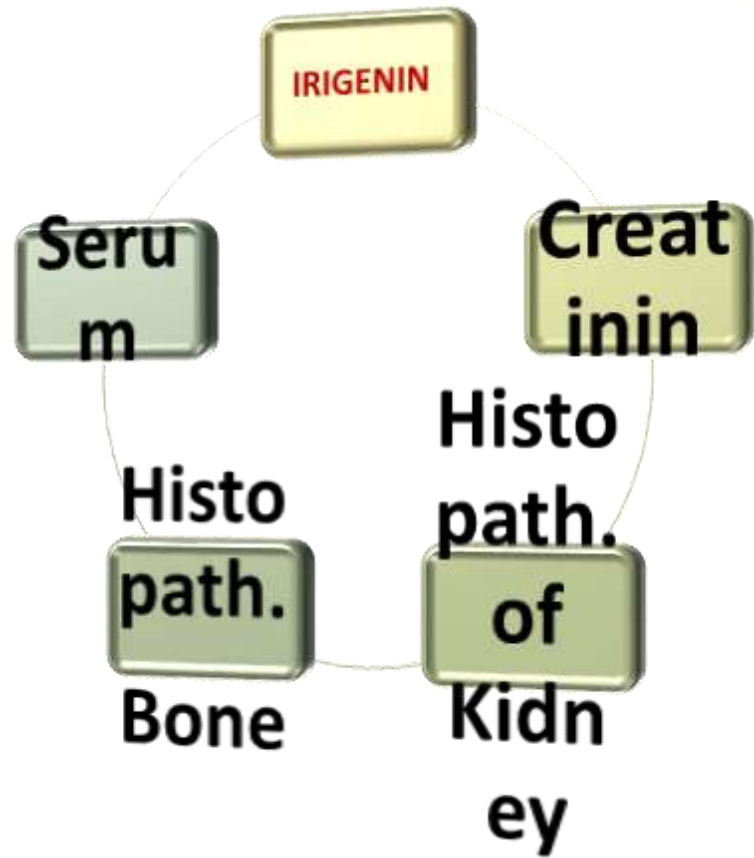 IRIGENIN
Creat
inin
Histo
path.
of
Kidn
ey
Histo
path.
Bone
Seru
m